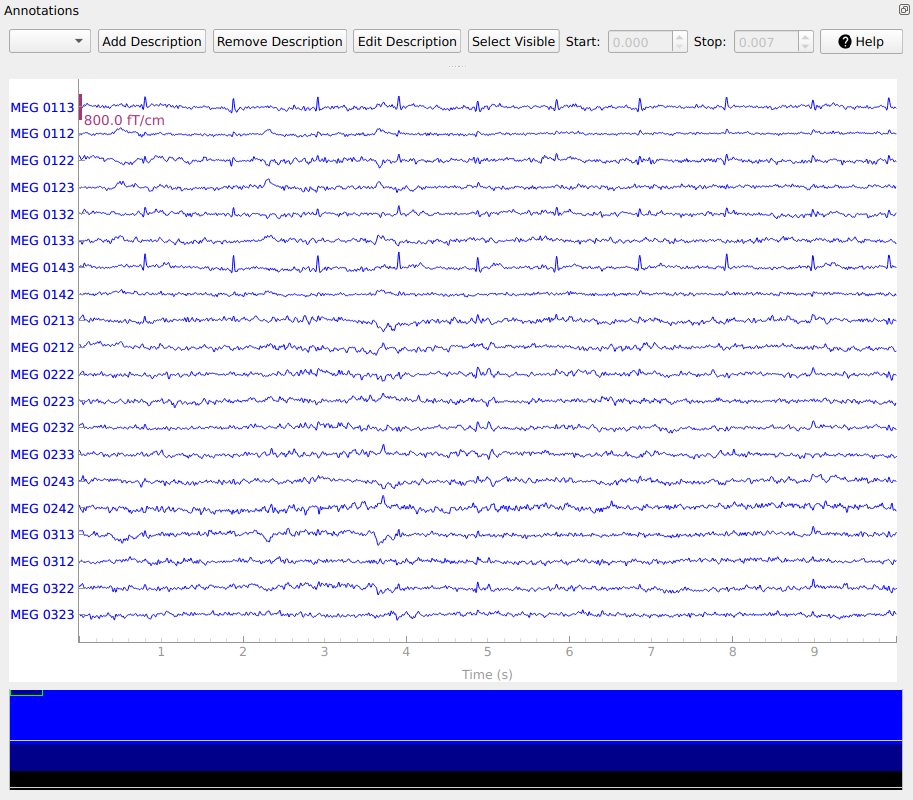 Annotations
Add Description Remove Description Edit Description Select Visible Start: 0.000 Stop: 0.007 Help
MEG 0113
800.0 fT/cm
MEG 0112
MEG 0122
MEG 0123
MEG 0132
MEG 0133
MEG 0143
MEG 0142
MEG 0213
MEG 0212
MEG 0222
MEG 0223
MEG 0232
MEG 0233
MEG 0243
MEG 0242
MEG 0313
MEG 0312
MEG 0322
MEG 0323
1 2 3 4 5 6 7 8 9
Time (s)